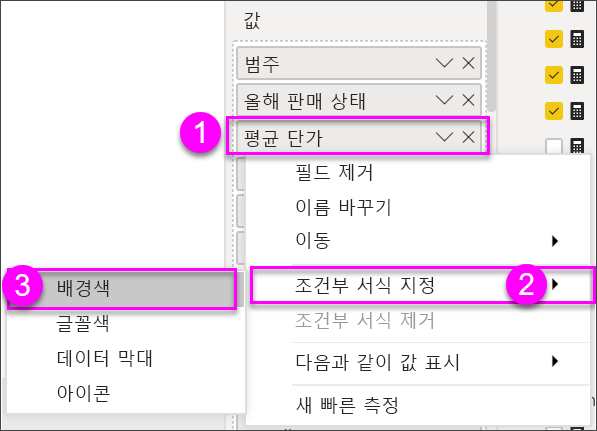 값
범주
올해 판매 상태
1
평균 단가
필드 제거
이름 바꾸기
이동
3
배경색
조건부 서식 지정
2
글꼴색
조건부 서식 제거
데이터 막대
다음과 같이 값 표시
아이콘
새 빠른 측정